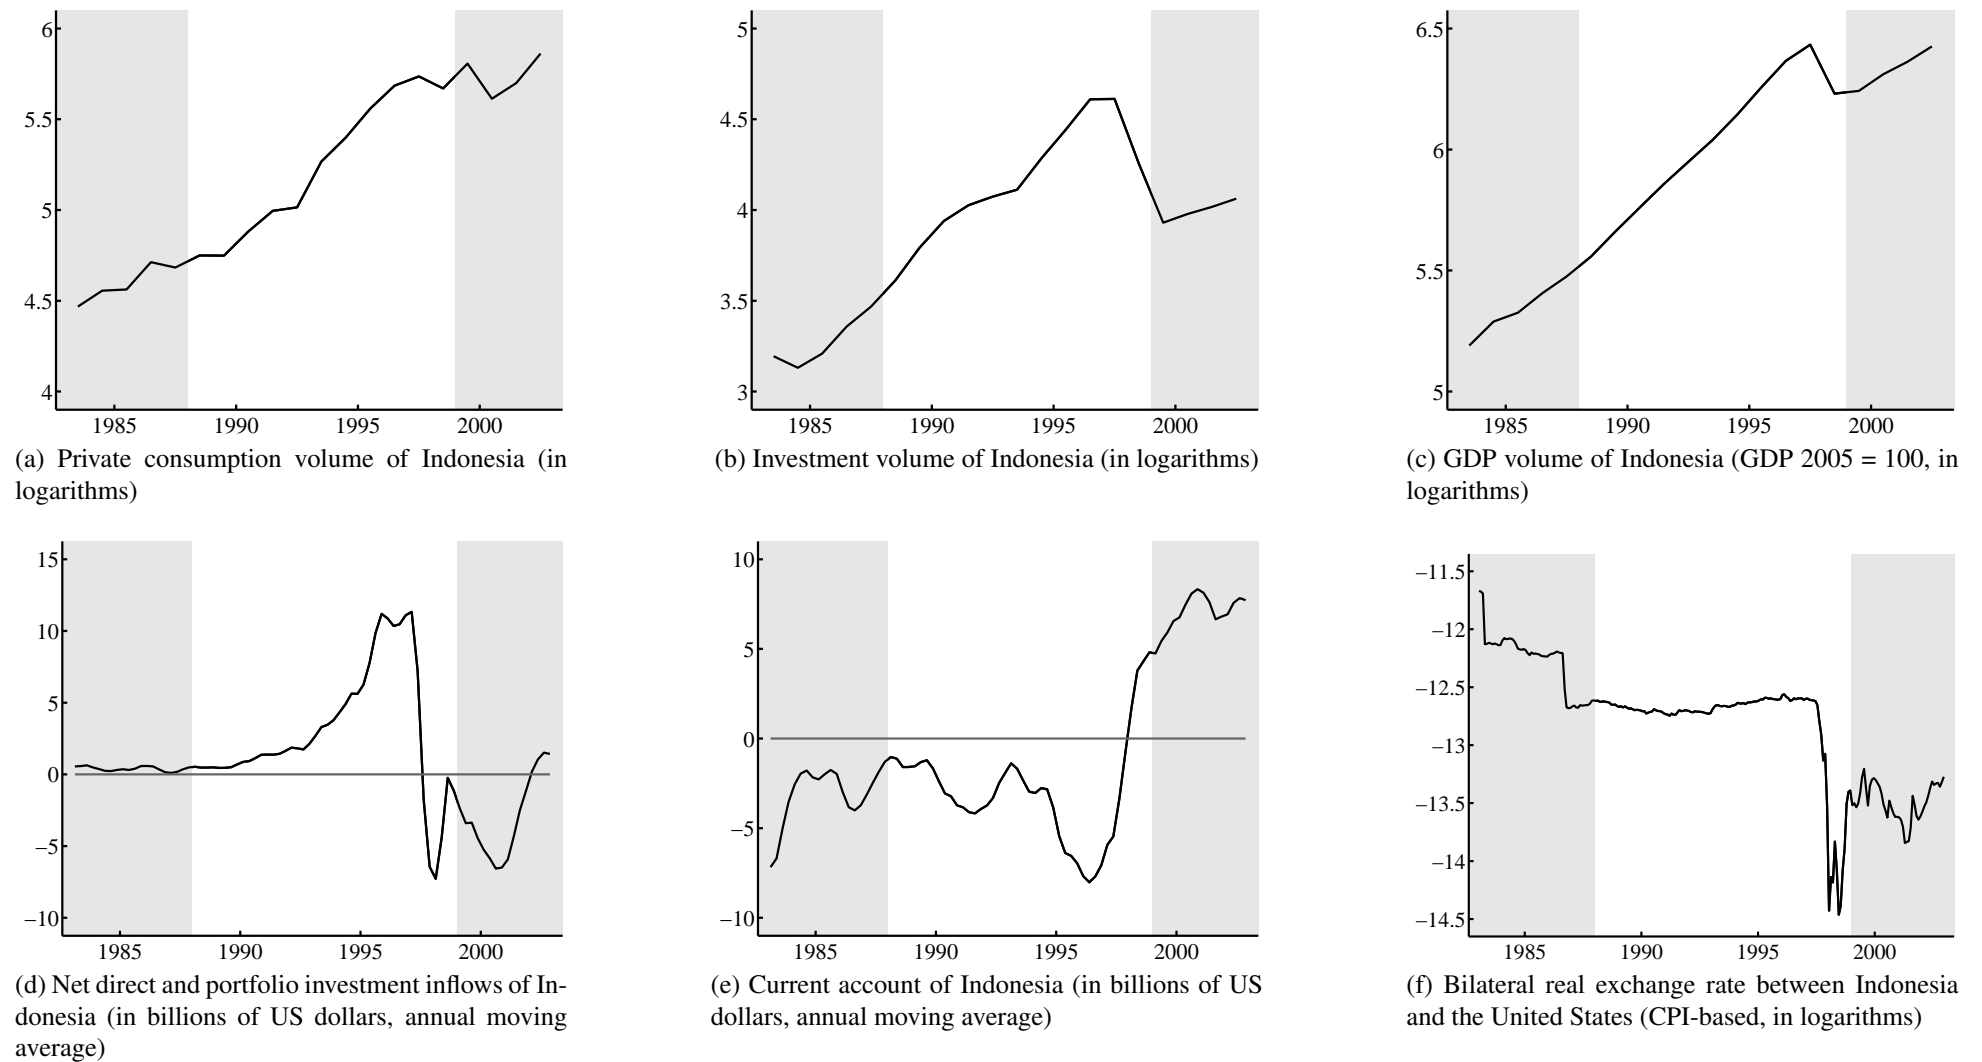 6
5.5
5
4.5
4
1985 1990 1995 2000
(a) Private consumption volume of Indonesia (in
logarithms)
5
4.5
4
3.5
3
1985 1990 1995 2000
(b) Investment volume of Indonesia (in logarithms)
6.5
6
5.5
5
1985 1990 1995 2000
(c) GDP volume of Indonesia (GDP 2005 = 100, in
logarithms)
15
10
5
0
−5
−10
1985 1990 1995 2000
(d) Net direct and portfolio investment inflows of In-
donesia (in billions of US dollars, annual moving
average)
10
5
0
−5
−10
1985 1990 1995 2000
(e) Current account of Indonesia (in billions of US
dollars, annual moving average)
−11.5
−12
−12.5
−13
−13.5
−14
−14.5
1985 1990 1995 2000
(f) Bilateral real exchange rate between Indonesia
and the United States (CPI-based, in logarithms)